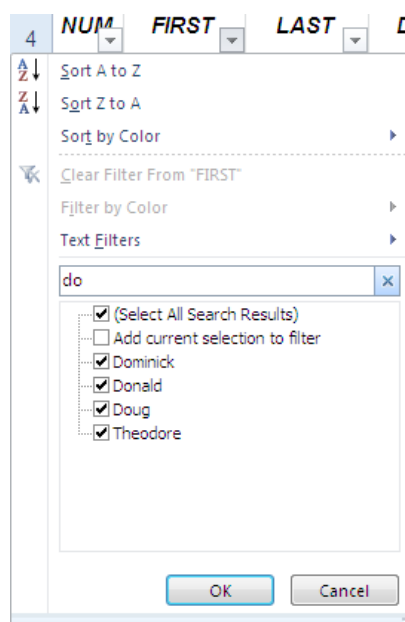 4 NUM FIRST LAST
A Z Sort A to Z
Z A Sort Z to A
Sort by Color
Clear Filter From "FIRST"
Filter by Color
Text Filters
do
(Select All Search Results)
Add current selection to filter
Dominick
Donald
Doug
Theodore
OK Cancel